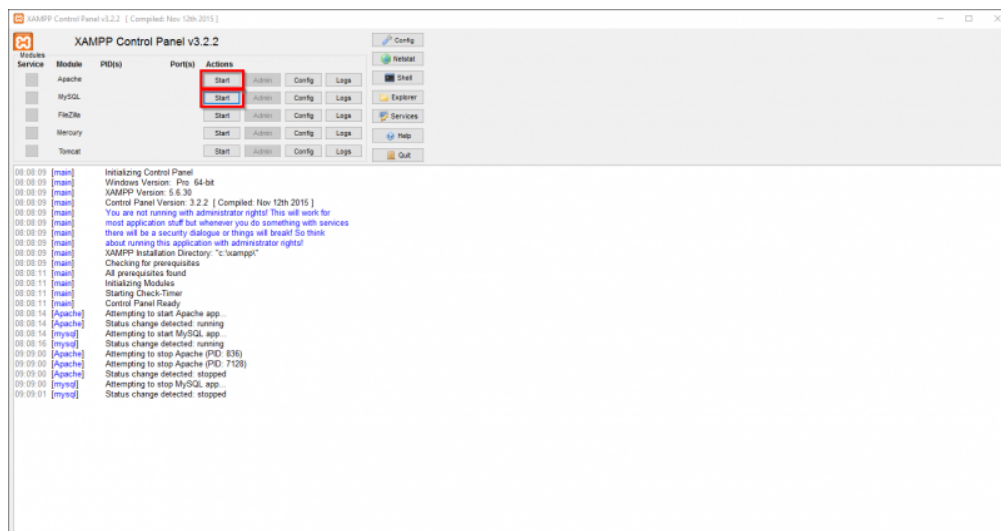 XAMPP Control Panel v3.2.2 [ Compiled: Nov 12th 2015 ]
XAMPP Control Panel v3.2.2
Config
Modules
Service Module PID(s) Port(s) Actions
Netstat
Apache Start Admin Config Logs
Shell
MySQL Start Admin Config Logs
Explorer
FileZilla Start Admin Config Logs
Services
Mercury Start Admin Config Logs
Help
Tomcat Start Admin Config Logs
Quit
08:08:09 [main] Initializing Control Panel
08:08:09 [main] Windows Version: Pro 64-bit
08:08:09 [main] XAMPP Version: 5.6.30
08:08:09 [main] Control Panel Version: 3.2.2 [ Compiled: Nov 12th 2015 ]
08:08:09 [main] You are not running with administrator rights! This will work for
08:08:09 [main] most application stuff but whenever you do something with services
08:08:09 [main] there will be a security dialogue or things will break! So think
08:08:09 [main] about running this application with administrator rights!
08:08:09 [main] XAMPP Installation Directory: "c:\xampp\"
08:08:09 [main] Checking for prerequisites
08:08:11 [main] All prerequisites found
08:08:11 [main] Initializing Modules
08:08:11 [main] Starting Check-Timer
08:08:11 [main] Control Panel Ready
08:08:14 [Apache] Attempting to start Apache app...
08:08:14 [Apache] Status change detected: running
08:08:14 [mysql] Attempting to start MySQL app...
08:08:16 [mysql] Status change detected: running
09:09:00 [Apache] Attempting to stop Apache (PID: 836)
09:09:00 [Apache] Attempting to stop Apache (PID: 7128)
09:09:00 [Apache] Status change detected: stopped
09:09:00 [mysql] Attempting to stop MySQL app...
09:09:01 [mysql] Status change detected: stopped